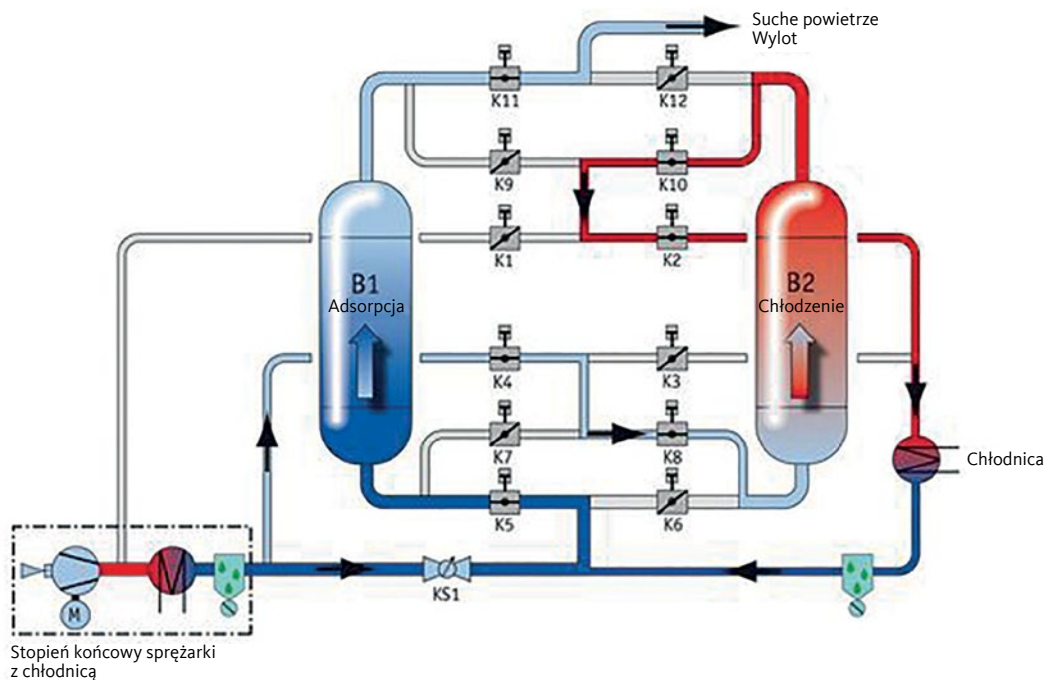 Suche powietrze
Wylot
K11
K12
K9
K10
K1
K2
B1
Adsorpcja
B2
Chłodzenie
K4
K3
K7
K8
K5
K6
Chłodnica
KS1
M
Stopień końcowy sprężarki
z chłodnicą